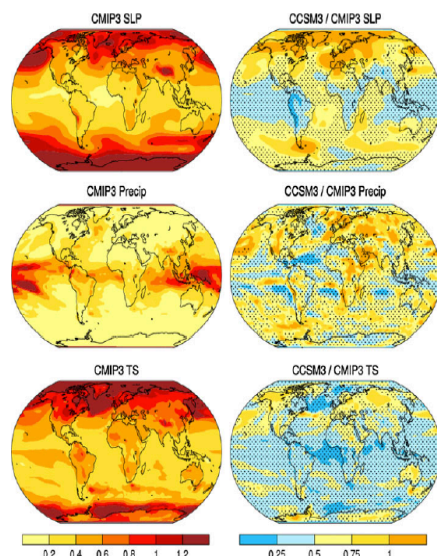 CMIP3 SLP
CCSM3 / CMIP3 SLP
CMIP3 Precip
CCSM3 / CMIP3 Precip
CMIP3 TS
CCSM3 / CMIP3 TS
0.2 0.4 0.6 0.8 1 1.2
0.25 0.5 0.75 1